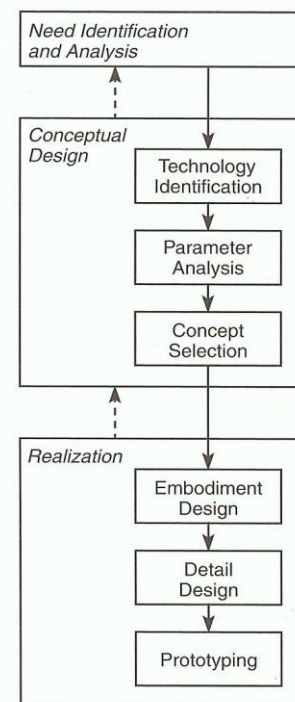 Need Identification
and Analysis
Conceptual
Design
Technology
Identification
Parameter
Analysis
Concept
Selection
Realization
Embodiment
Design
Detail
Design
Prototyping